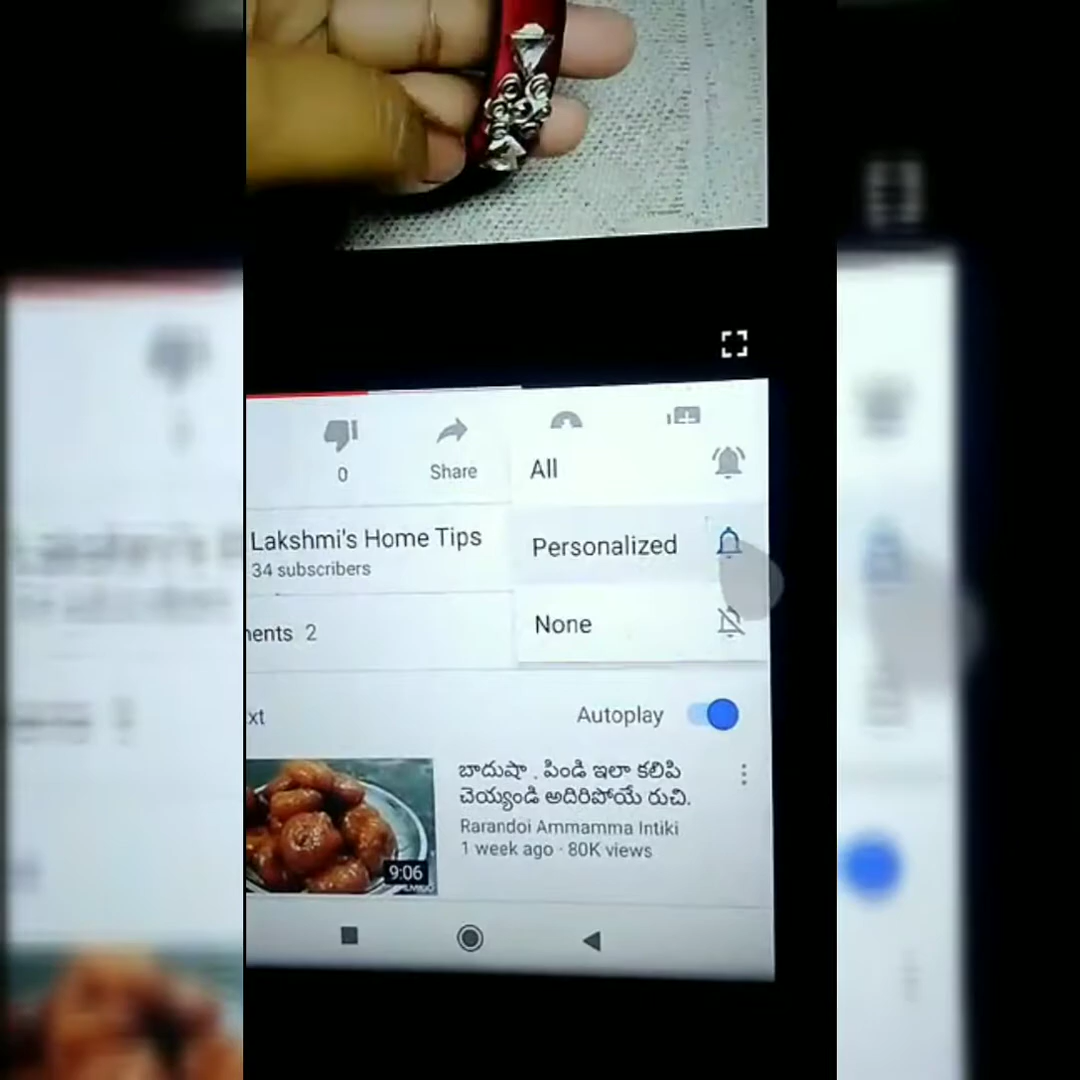 0
Share
All
Lakshmi's Home Tips
34 subscribers
Personalized
ents 2
None
xt
Autoplay
బాదుషా . పిండి ఇలా కలిపి
చెయ్యండి అదిరిపోయే రుచి.
Rarandoi Ammamma Intiki
1 week ago · 80K views
9:06